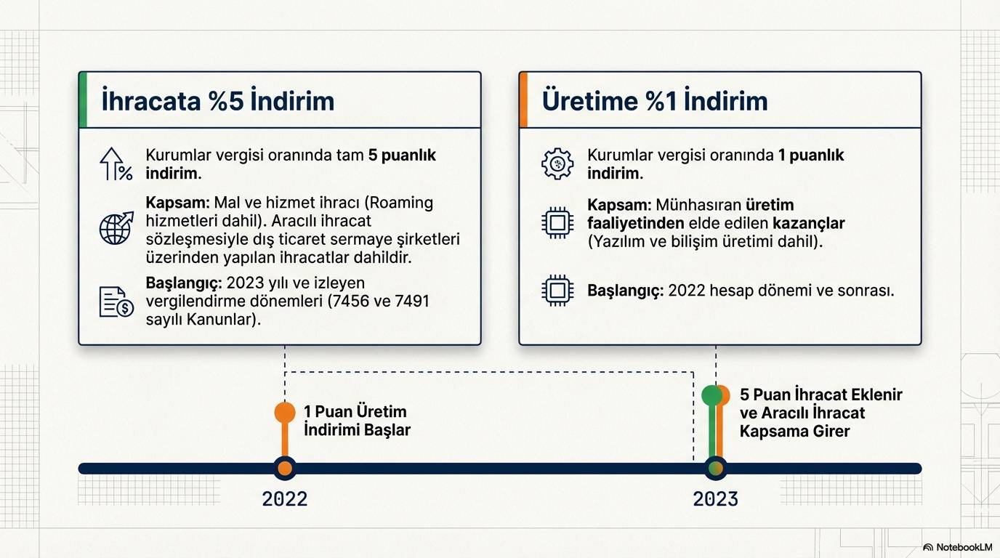 İhracata %5 İndirim
Kurumlar vergisi oranında tam 5 puanlık
indirim.
Kapsam: Mal ve hizmet ihracı (Roaming
hizmetleri dahil). Aracılı ihracat
sözleşmesiyle dış ticaret sermaye şirketleri
üzerinden yapılan ihracatlar dahildir.
Başlangıç: 2023 yılı ve izleyen
vergilendirme dönemleri (7456 ve 7491
sayılı Kanunlar).
Üretime %1 İndirim
Kurumlar vergisi oranında 1 puanlık
indirim.
Kapsam: Münhasıran üretim
faaliyetinden elde edilen kazançlar
(Yazılım ve bilişim üretimi dahil).
Başlangıç: 2022 hesap dönemi ve sonrası.
1 Puan Üretim
İndirimi Başlar
5 Puan İhracat Eklenir
ve Aracılı İhracat
Kapsama Girer
2022
2023
NotebookLM